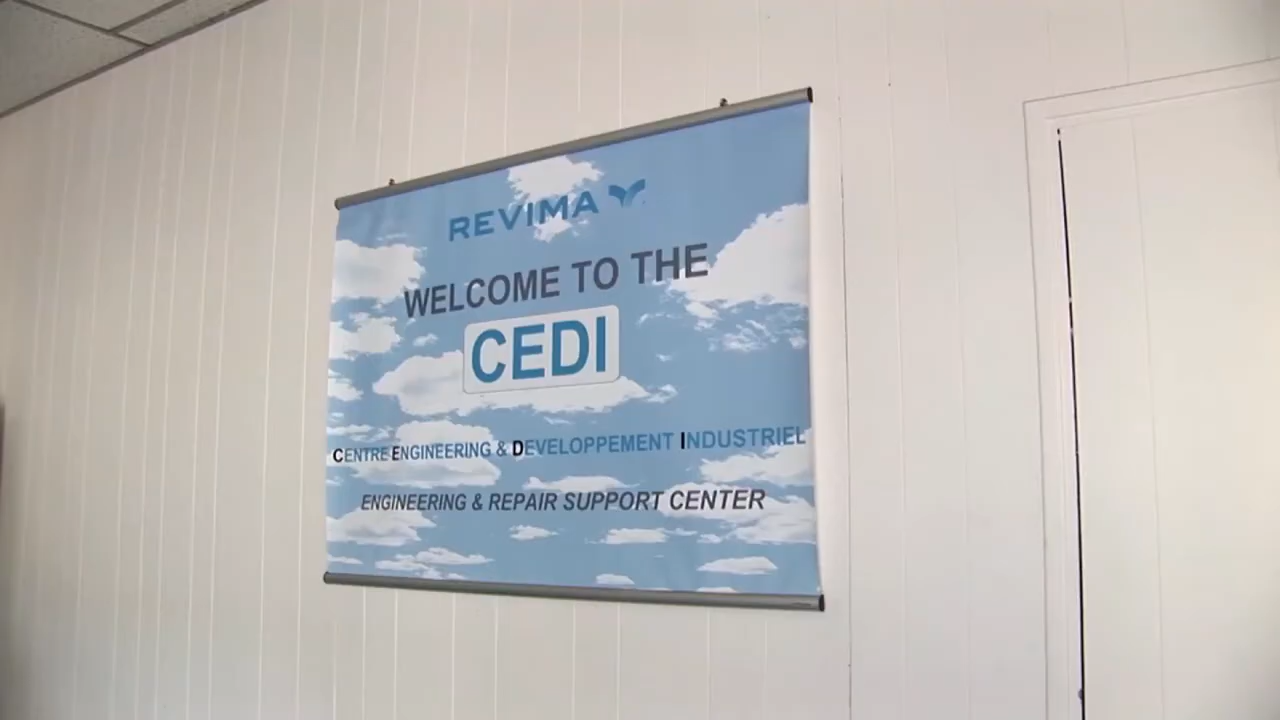 REVIMA
WELCOME TO THE
CEDI
CENTRE ENGINEERING & DEVELOPPEMENT INDUSTRIEL
ENGINEERING & REPAIR SUPPORT CENTER